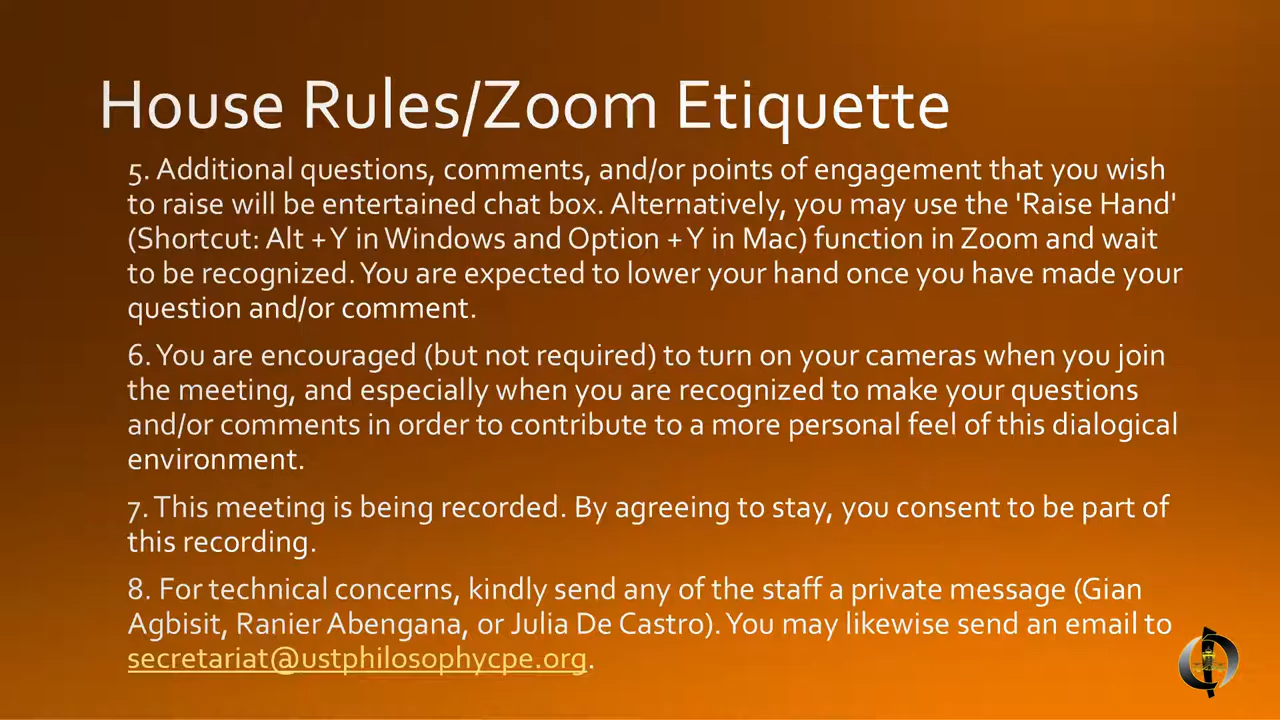 House Rules/Zoom Etiquette
5. Additional questions, comments, and/or points of engagement that you wish
to raise will be entertained chat box. Alternatively, you may use the 'Raise Hand'
(Shortcut: Alt + Y in Windows and Option + Y in Mac) function in Zoom and wait
to be recognized. You are expected to lower your hand once you have made your
question and/or comment.
6. You are encouraged (but not required) to turn on your cameras when you join
the meeting, and especially when you are recognized to make your questions
and/or comments in order to contribute to a more personal feel of this dialogical
environment.
7. This meeting is being recorded. By agreeing to stay, you consent to be part of
this recording.
8. For technical concerns, kindly send any of the staff a private message (Gian
Agbisit, Ranier Abengana, or Julia De Castro). You may likewise send an email to
secretariat@ustphilosophycpe.org.